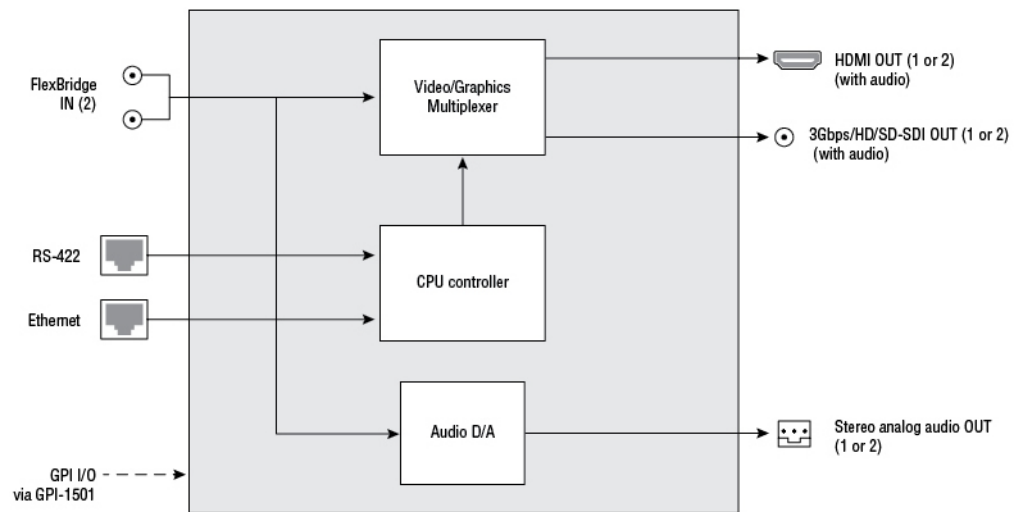 FlexBridge
IN (2)
Video/Graphics
Multiplexer
HDMI OUT (1 or 2)
(with audio)
3Gbps/HD/SD-SDI OUT (1 or 2)
(with audio)
RS-422
CPU controller
Ethernet
Audio D/A
Stereo analog audio OUT
(1 or 2)
GPI I/O
via GPI-1501